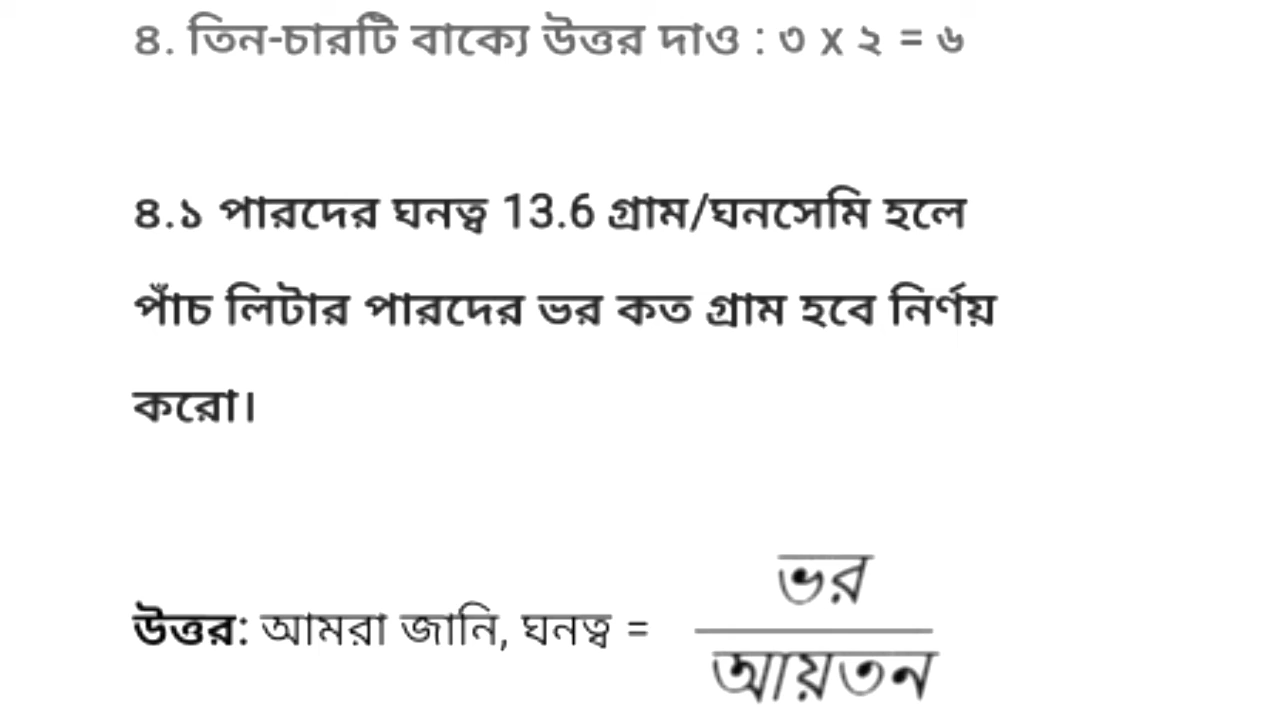 ৪. তিন-চারটি বাক্যে উত্তর দাও : ৩ x ২ = ৬
৪.১ পারদের ঘনত্ব 13.6 গ্রাম/ঘনসেমি হলে
পাঁচ লিটার পারদের ভর কত গ্রাম হবে নির্ণয়
করো।
ভর
উত্তর: আমরা জানি, ঘনত্ব =
আয়তন